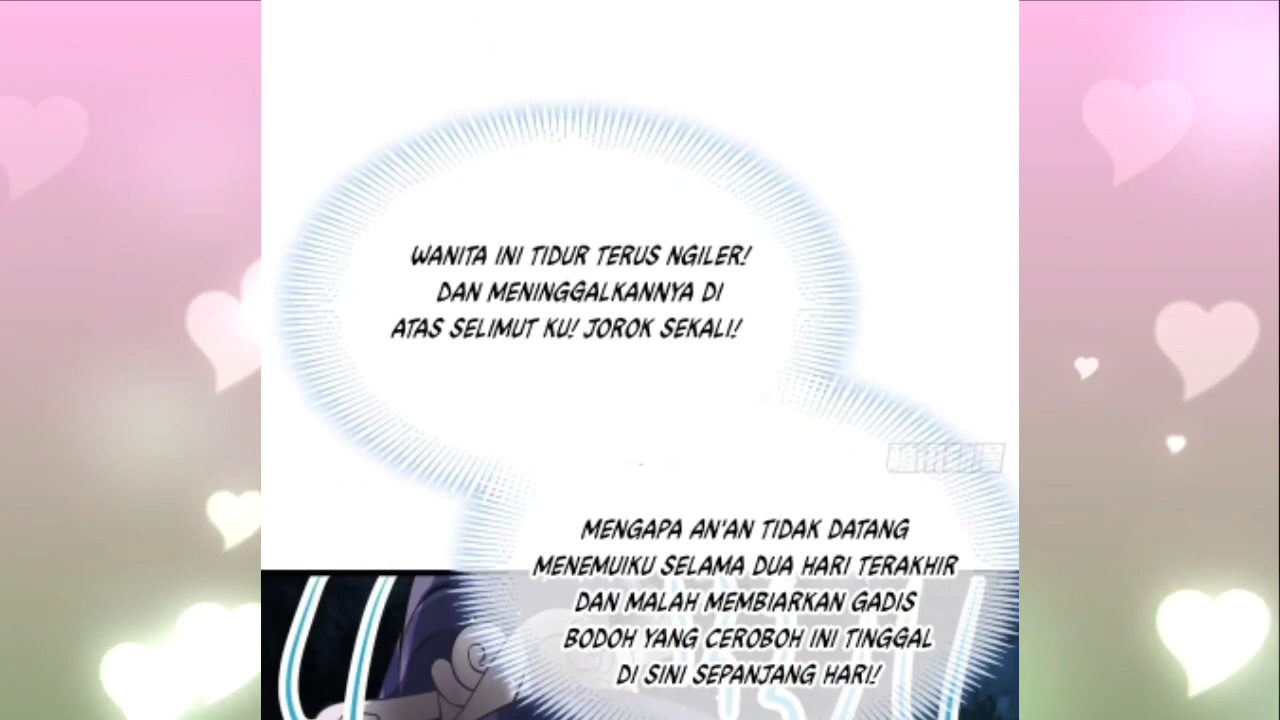 WANITA INI TIDUR TERUS NGILER!
DAN MENINGGALKANNYA DI
ATAS SELIMUT KU! JOROK SEKALI!
MENGAPA AN'AN TIDAK DATANG
MENEMUIKU SELAMA DUA HARI TERAKHIR
DAN MALAH MEMBIARKAN GADIS
BODOH YANG CEROBOH INI TINGGAL
DI SINI SEPANJANG HARI!